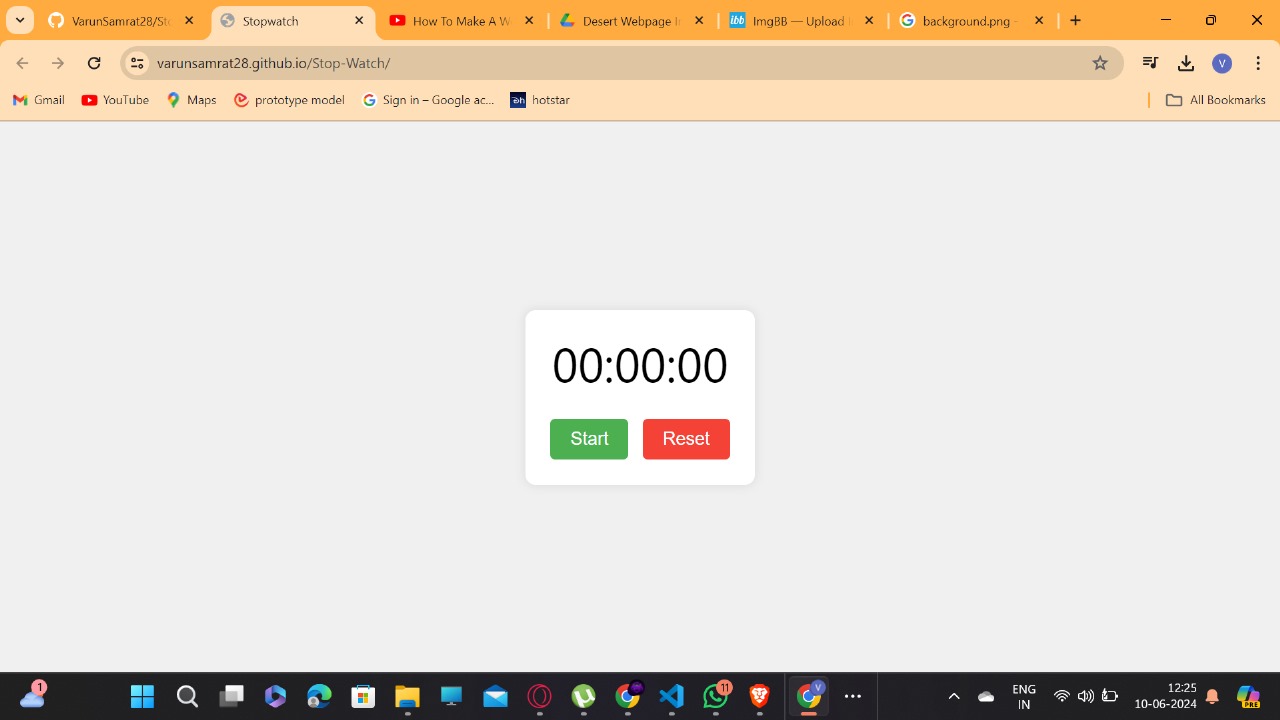 VarunSamrat28/Sto
Stopwatch
How To Make A W
Desert Webpage I
ibb
ImgBB — Upload
background.png -
varunsamrat28.github.io/Stop-Watch/
V
Gmail
YouTube
Maps
prototype model
Sign in – Google ac...
hotstar
All Bookmarks
00:00:00
Start
Reset
1
V
11
ENG
IN
12:25
10-06-2024
PRE